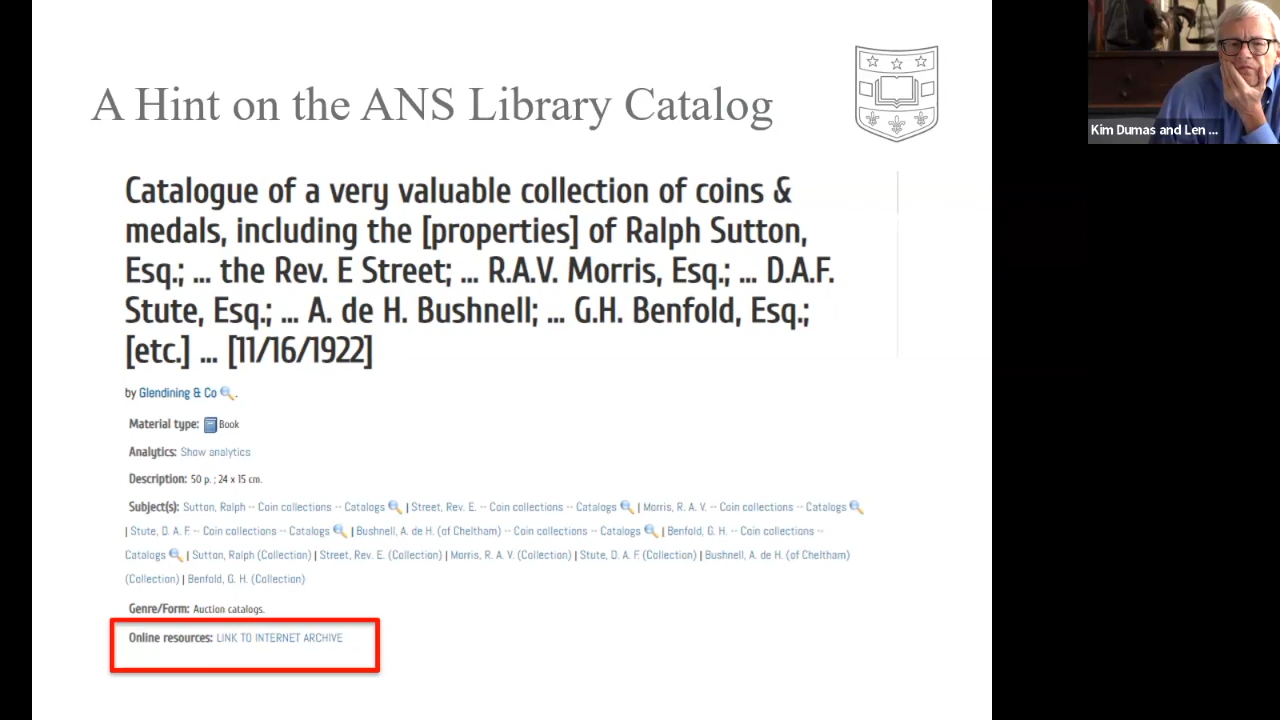 A Hint on the ANS Library Catalog
Catalogue of a very valuable collection of coins &
medals, including the [properties] of Ralph Sutton,
Esq.; ... the Rev. E Street; ... R.A.V. Morris, Esq.; ... D.A.F.
Stute, Esq.; ... A. de H. Bushnell; ... G.H. Benfold, Esq.;
[etc.] ... [11/16/1922]
by Glendining & Co .
Material type: Book
Analytics: Show analytics
Description: 50 p. ; 24 x 15 cm.
Subject(s): Sutton, Ralph -- Coin collections -- Catalogs | Street, Rev. E. -- Coin collections -- Catalogs | Morris, R. A. V. -- Coin collections -- Catalogs
| Stute, D. A. F. -- Coin collections -- Catalogs | Bushnell, A. de H. (of Cheltham) -- Coin collections -- Catalogs | Benfold, G. H. -- Coin collections --
Catalogs | Sutton, Ralph (Collection) | Street, Rev. E. (Collection) | Morris, R. A. V. (Collection) | Stute, D. A. F. (Collection) | Bushnell, A. de H. (of Cheltham)
(Collection) | Benfold, G. H. (Collection)
Genre/Form: Auction catalogs.
Online resources: LINK TO INTERNET ARCHIVE
Kim Dumas and Len ...